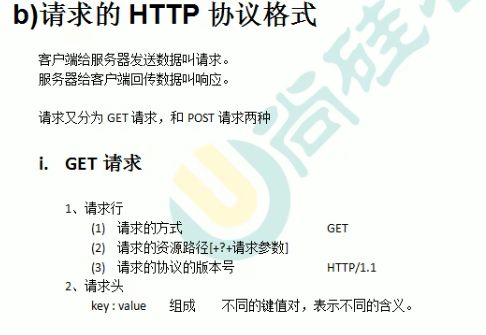 b)请求的 HTTP 协议格式
客户端给服务器发送数据叫请求。
服务器给客户端回传数据叫响应。
请求又分为 GET 请求，和 POST 请求两种
i. GET 请求
1、请求行
(1) 请求的方式 GET
(2) 请求的资源路径[+?+请求参数]
(3) 请求的协议的版本号 HTTP/1.1
2、请求头
key : value 组成 不同的键值对，表示不同的含义。
尚硅